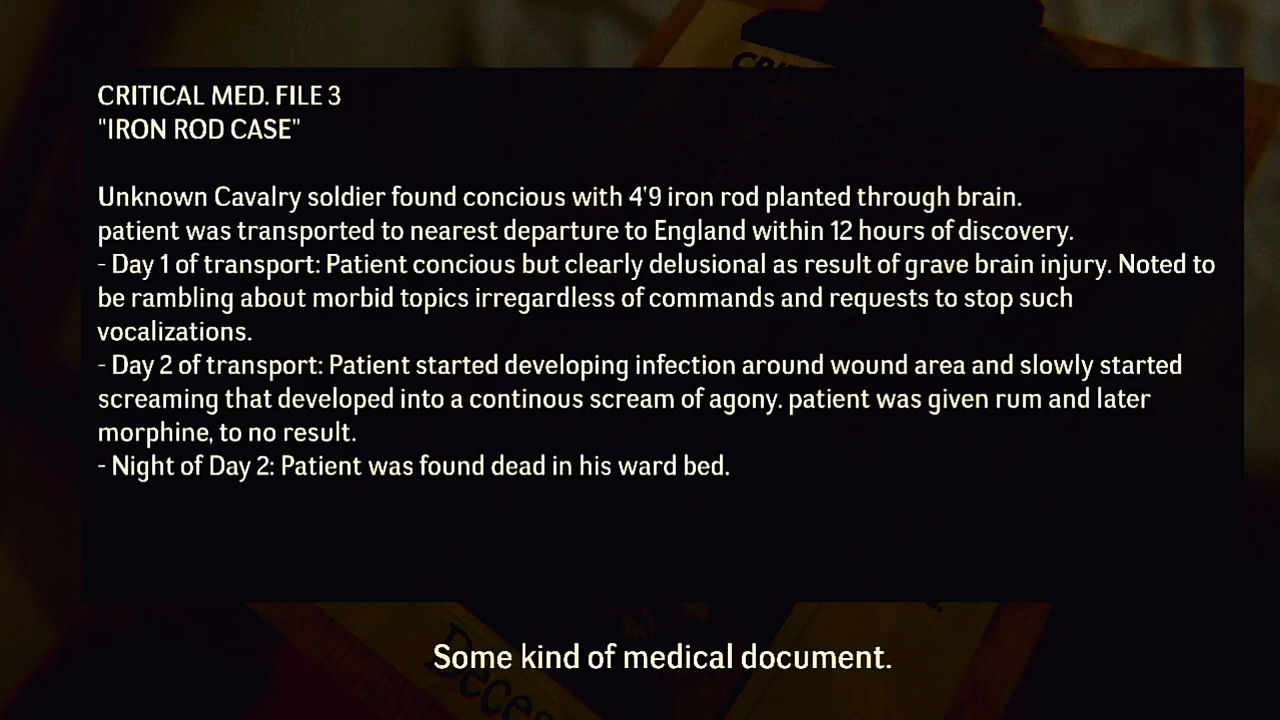 CRITICAL MED. FILE 3
"IRON ROD CASE"
Unknown Cavalry soldier found concious with 4'9 iron rod planted through brain.
patient was transported to nearest departure to England within 12 hours of discovery.
- Day 1 of transport: Patient concious but clearly delusional as result of grave brain injury. Noted to
be rambling about morbid topics irregardless of commands and requests to stop such
vocalizations.
- Day 2 of transport: Patient started developing infection around wound area and slowly started
screaming that developed into a continous scream of agony. patient was given rum and later
morphine, to no result.
- Night of Day 2: Patient was found dead in his ward bed.
Some kind of medical document.